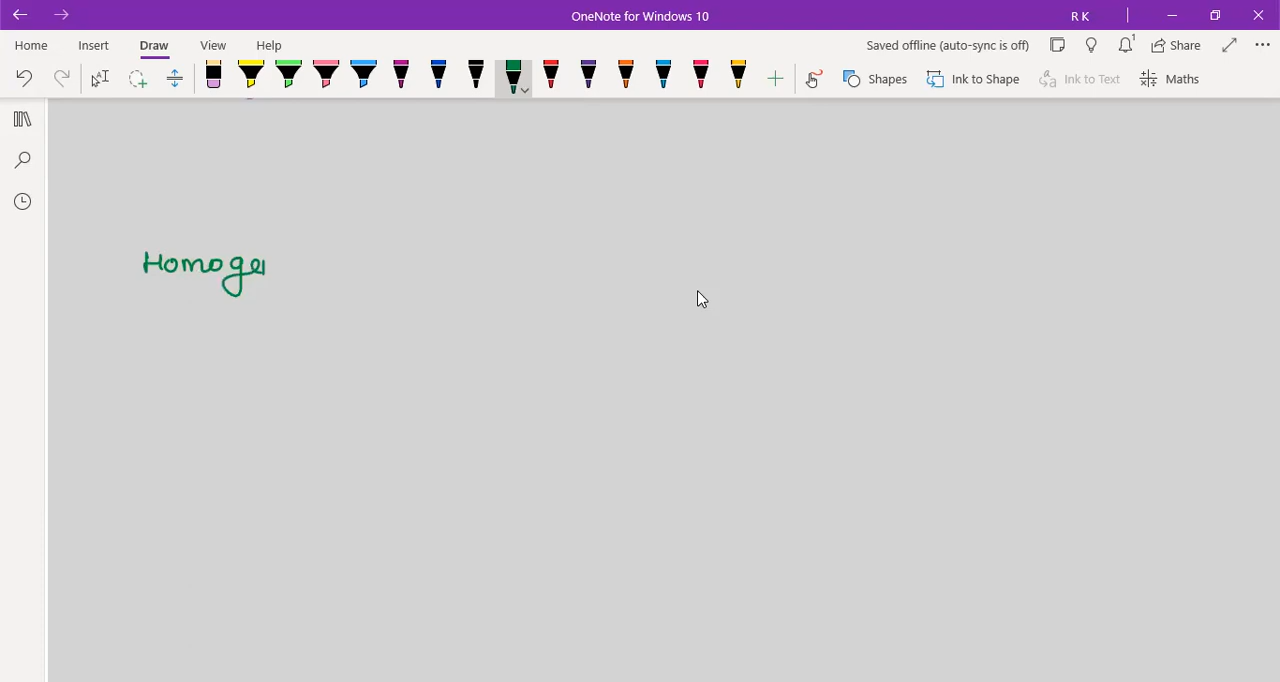 OneNote for Windows 10
R K
Home Insert Draw View Help
Saved offline (auto-sync is off)
1
Share
Shapes
Ink to Shape
Ink to Text
Maths
Homoge